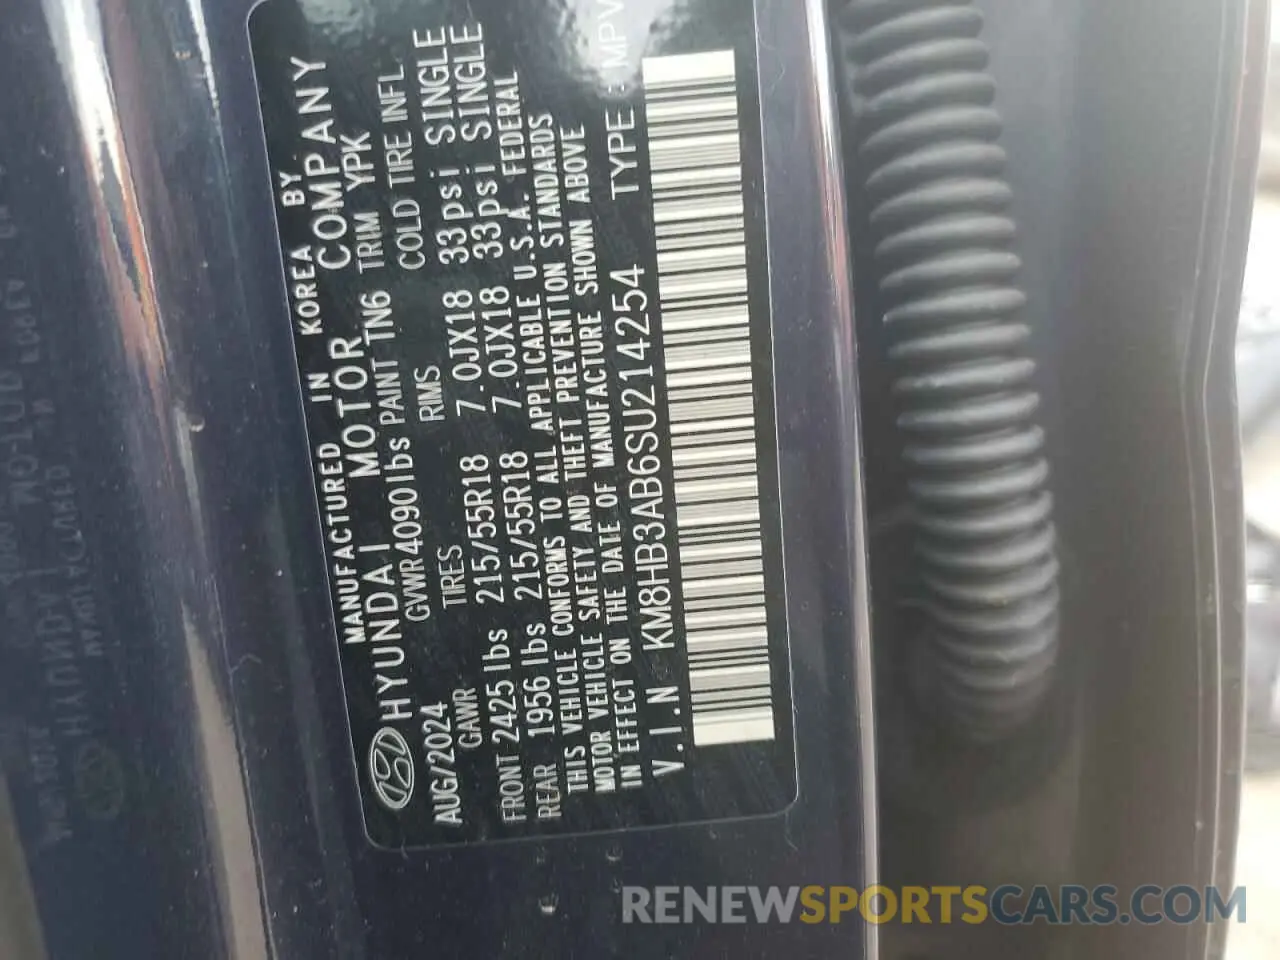 MANUFACTURED IN KOREA BY
HYUNDAI MOTOR COMPANY
GVWR 4090lbs PAINT TN6 TRIM YPK
AUG/2024
GAWR TIRES RIMS COLD TIRE INFL.
FRONT 2425 lbs 215/55R18 7.0JX18 33psi SINGLE
REAR 1956 lbs 215/55R18 7.0JX18 33psi SINGLE
THIS VEHICLE CONFORMS TO ALL APPLICABLE U.S.A. FEDERAL
MOTOR VEHICLE SAFETY AND THEFT PREVENTION STANDARDS
IN EFFECT ON THE DATE OF MANUFACTURE SHOWN ABOVE
V.I.N KM8HB3AB6SU214254 TYPE : MPV
RENEWSPORTSCARS.COM